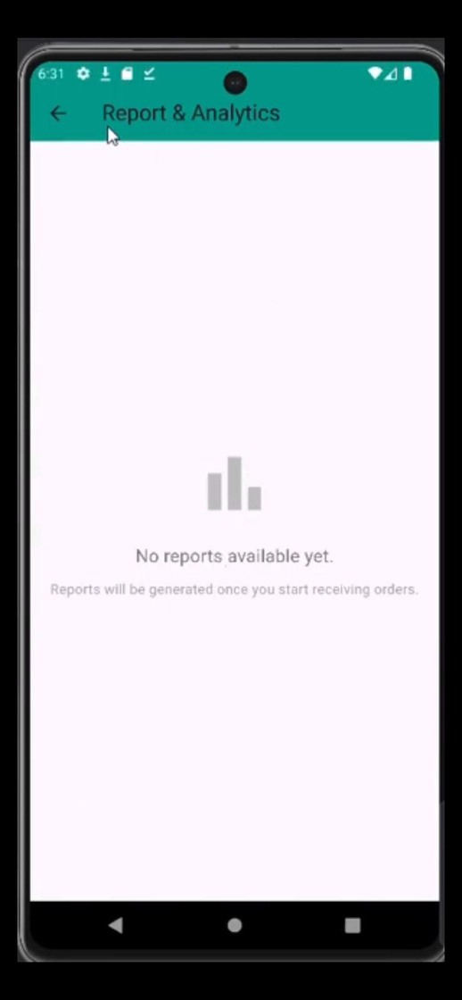 6:31
Report & Analytics
No reports available yet.
Reports will be generated once you start receiving orders.